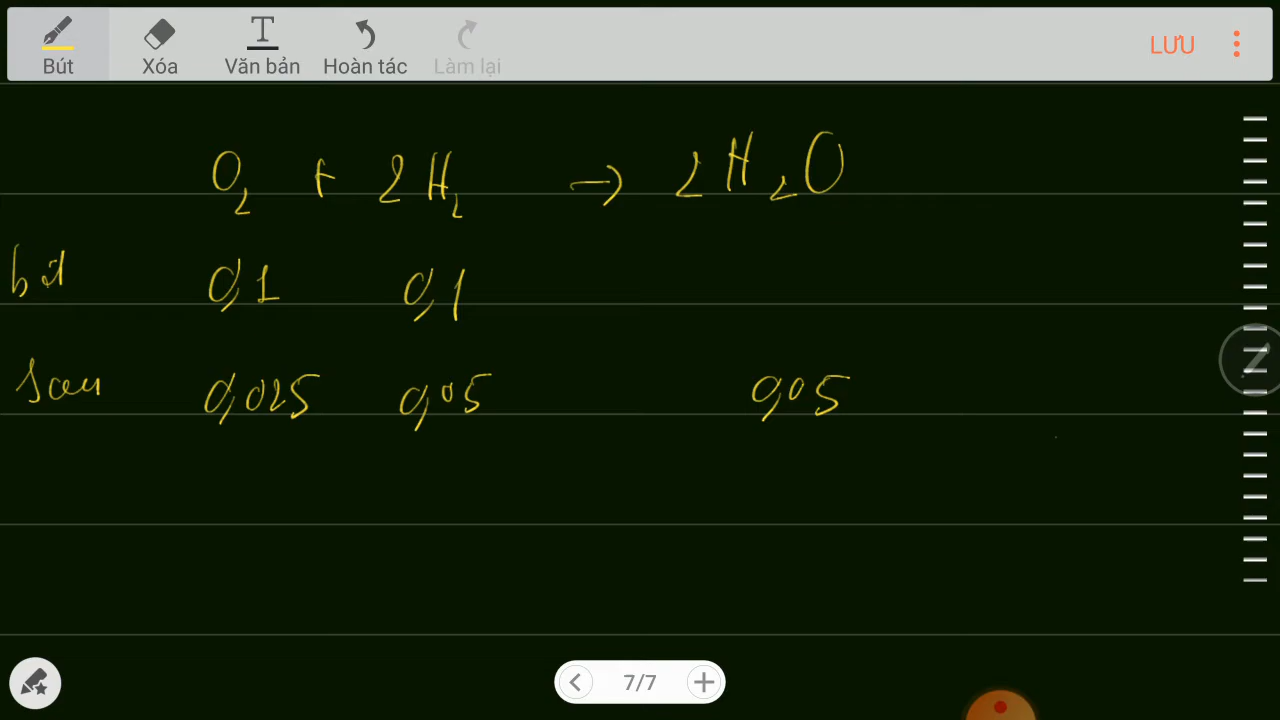 Bút Xóa Văn bản Hoàn tác Làm lại LƯU
O2 + 2H2 → 2H2O
bđ 0,1 0,1
Sau 0,025 0,05 0,05
7/7